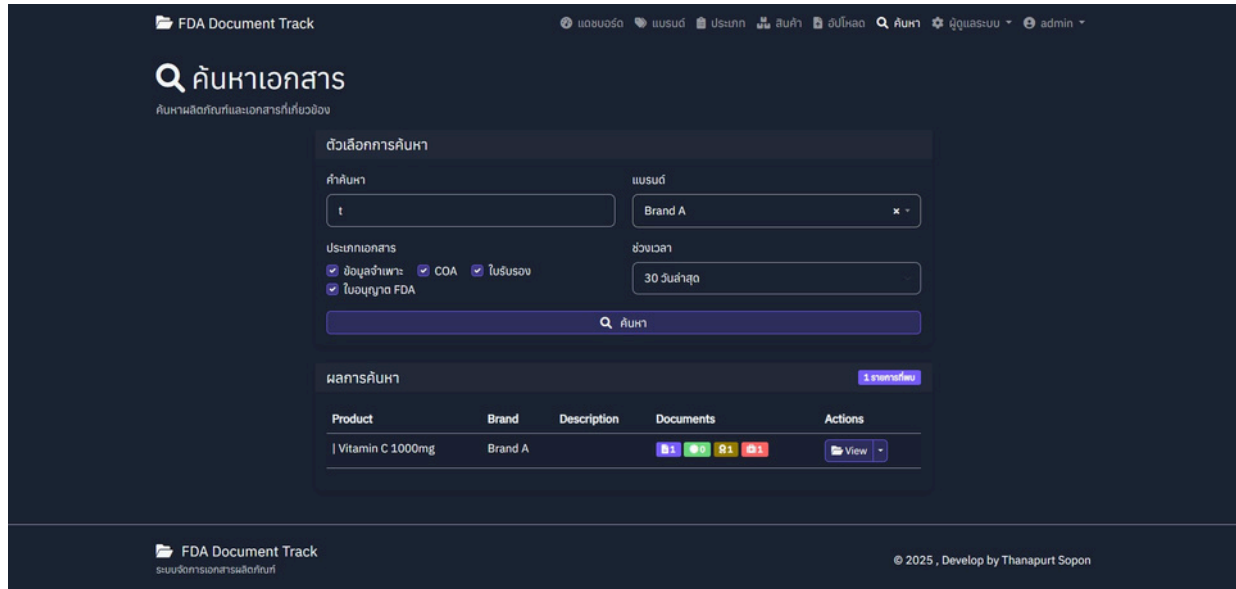 FDA Document Track แดชบอร์ด แบรนด์ ประเภท สินค้า อัปโหลด ค้นหา ผู้ดูแลระบบ admin
ค้นหาเอกสาร
ค้นหาผลิตภัณฑ์และเอกสารที่เกี่ยวข้อง
ตัวเลือกการค้นหา
คำค้นหา แบรนด์
t Brand A ×
ประเภทเอกสาร ช่วงเวลา
ข้อมูลจำเพาะ COA ใบรับรอง
30 วันล่าสุด
ใบอนุญาต FDA
ค้นหา
ผลการค้นหา 1 รายการที่พบ
Product Brand Description Documents Actions
| Vitamin C 1000mg Brand A 1 0 1 1 View
FDA Document Track
ระบบจัดการเอกสารผลิตภัณฑ์
© 2025 , Develop by Thanapurt Sopon